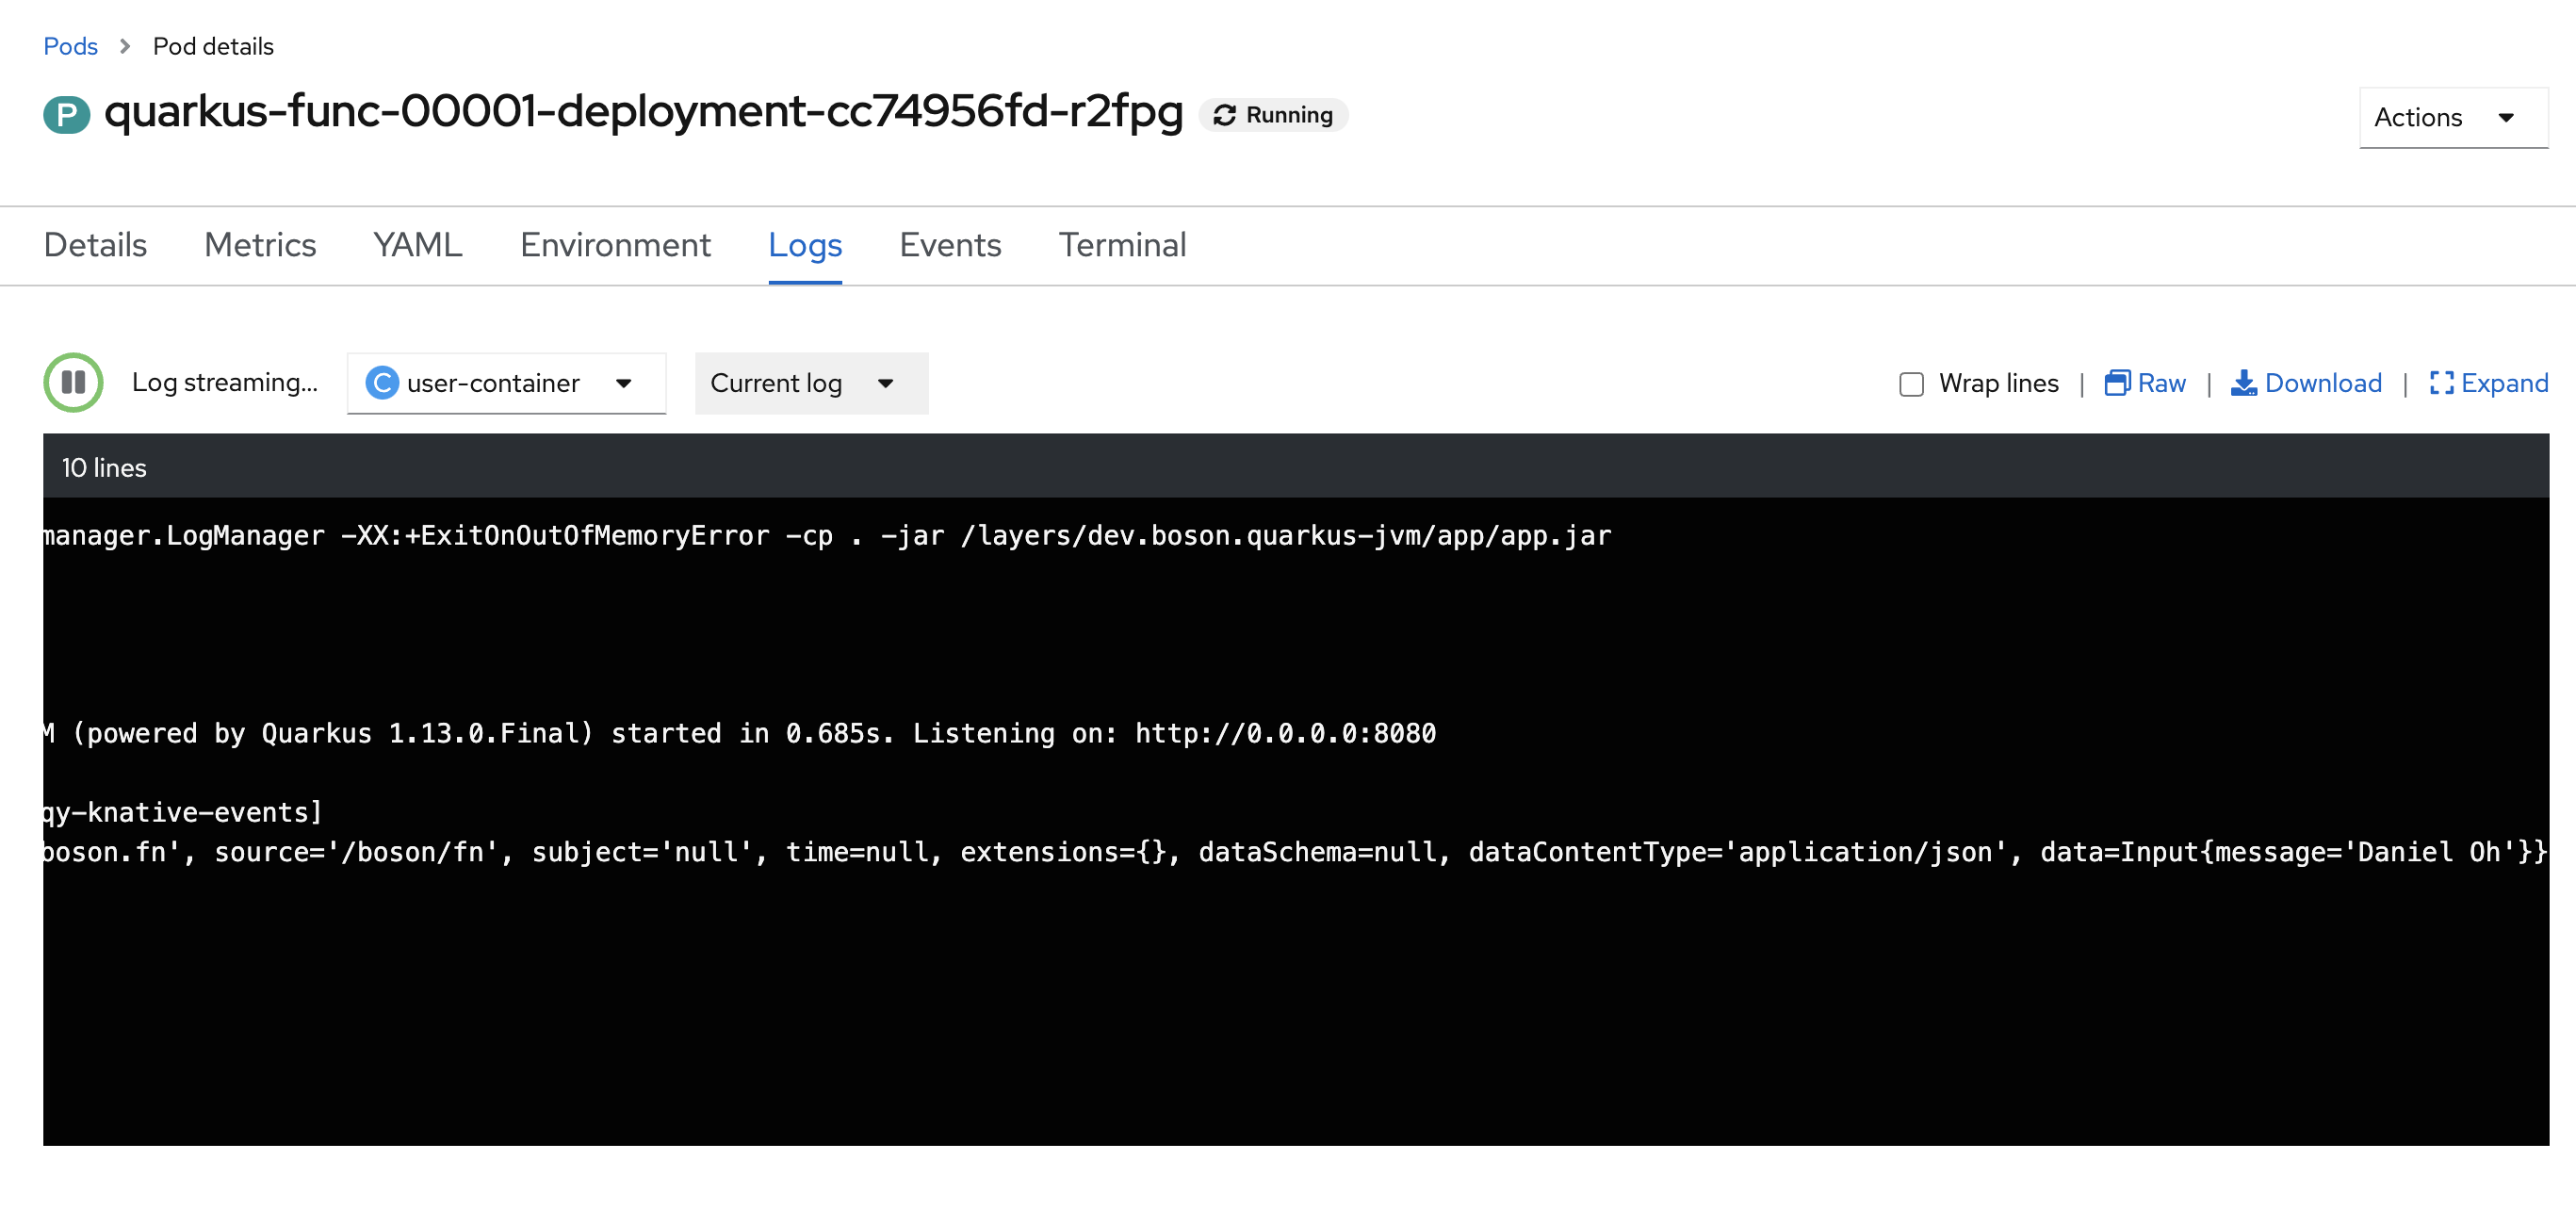 Pods > Pod details
P quarkus-func-00001-deployment-cc74956fd-r2fpg Running
Actions
Details Metrics YAML Environment Logs Events Terminal
Log streaming... C user-container Current log Wrap lines | Raw | Download | Expand
10 lines
manager.LogManager -XX:+ExitOnOutOfMemoryError -cp . -jar /layers/dev.boson.quarkus-jvm/app/app.jar
M (powered by Quarkus 1.13.0.Final) started in 0.685s. Listening on: http://0.0.0.0:8080
qy-knative-events]
boson.fn', source='/boson/fn', subject='null', time=null, extensions={}, dataSchema=null, dataContentType='application/json', data=Input{message='Daniel Oh'}}